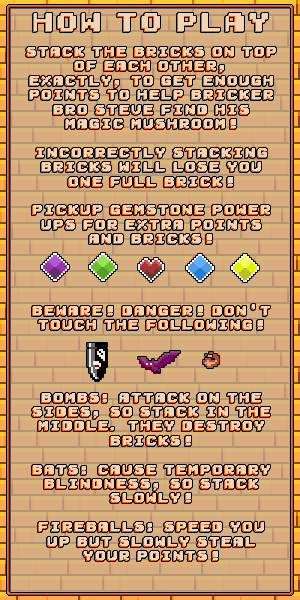 HOW TO PLAY
STACK THE BRICKS ON TOP
OF EACH OTHER,
EXACTLY, TO GET ENOUGH
POINTS TO HELP BRICKER
BRO STEVE FIND HIS
MAGIC MUSHROOM!
INCORRECTLY STACKING
BRICKS WILL LOSE YOU
ONE FULL BRICK!
PICKUP GEMSTONE POWER
UPS FOR EXTRA POINTS
AND BRICKS!
BEWARE! DANGER! DON'T
TOUCH THE FOLLOWING!
BOMBS: ATTACK ON THE
SIDES, SO STACK IN THE
MIDDLE. THEY DESTROY
BRICKS!
BATS: CAUSE TEMPORARY
BLINDNESS, SO STACK
SLOWLY!
FIREBALLS: SPEED YOU
UP BUT SLOWLY STEAL
YOUR POINTS!